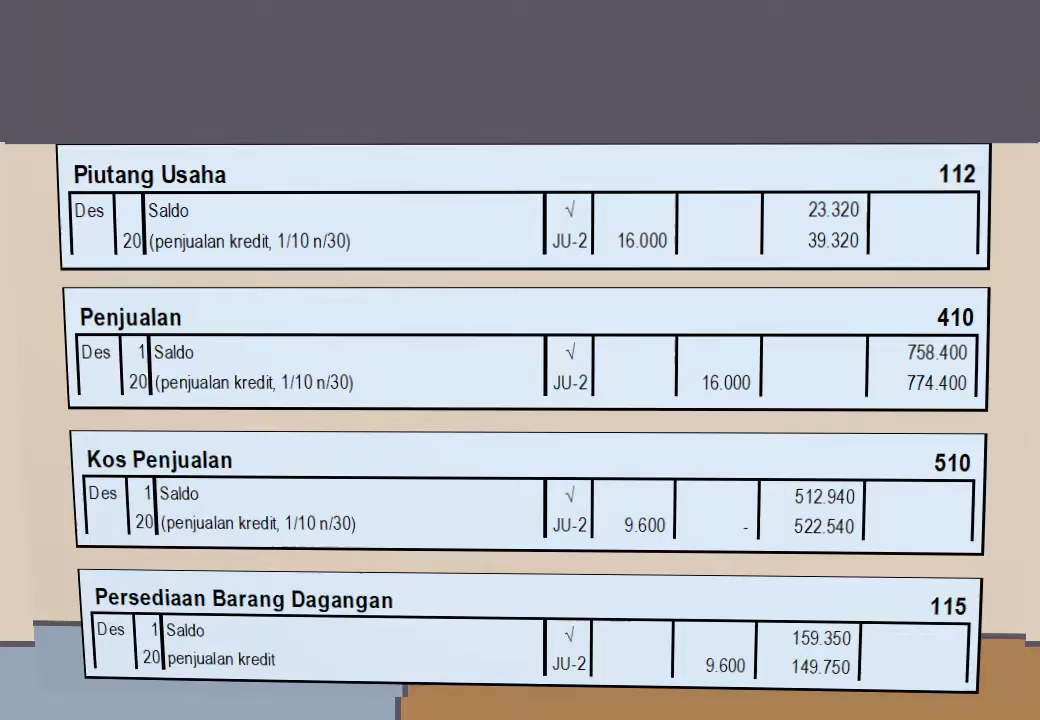 Piutang Usaha 112
Des Saldo √ 23.320
20 (penjualan kredit, 1/10 n/30) JU-2 16.000 39.320
Penjualan 410
Des 1 Saldo √ 758.400
20 (penjualan kredit, 1/10 n/30) JU-2 16.000 774.400
Kos Penjualan 510
Des 1 Saldo √ 512.940
20 (penjualan kredit, 1/10 n/30) JU-2 9.600 - 522.540
Persediaan Barang Dagangan 115
Des 1 Saldo √ 159.350
20 penjualan kredit JU-2 9.600 149.750